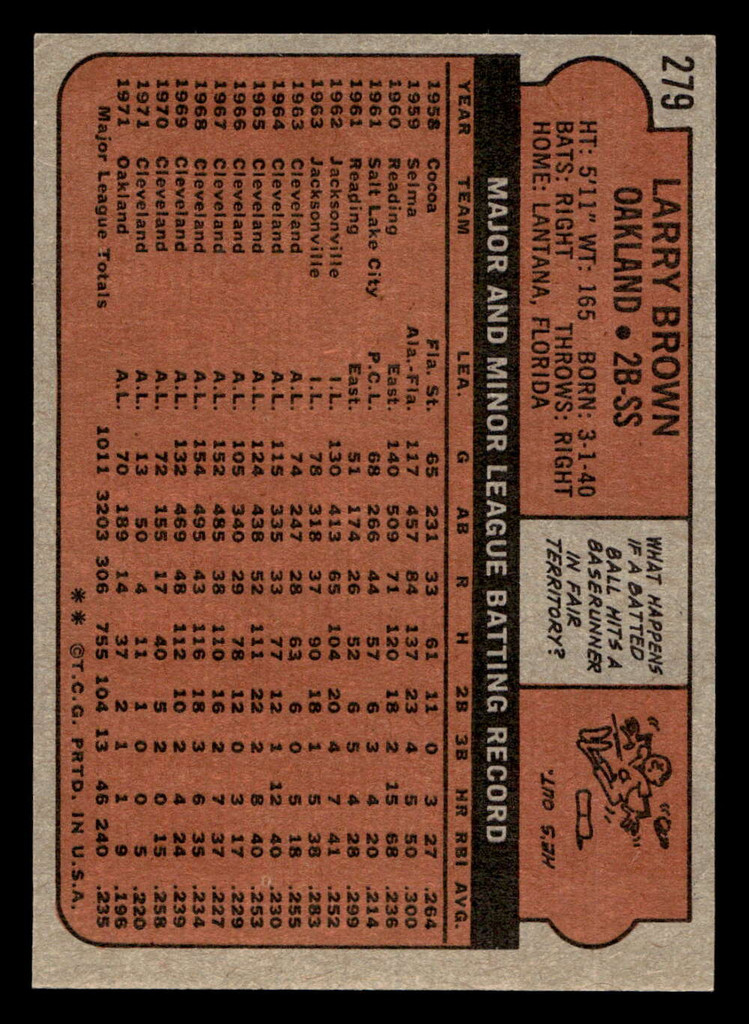 279
LARRY BROWN
OAKLAND • 2B-SS
HT: 5'11" WT: 165 BORN: 3-1-40
BATS: RIGHT THROWS: RIGHT
HOME: LANTANA, FLORIDA
WHAT HAPPENS
IF A BATTED
BALL HITS A
BASERUNNER
IN FAIR
TERRITORY?
HE'S OUT.
MAJOR AND MINOR LEAGUE BATTING RECORD
YEAR TEAM LEA. G AB R H 2B 3B HR RBI AVG.
1958 Cocoa Fla. St. 65 231 33 61 11 0 3 27 .264
1959 Selma Ala.-Fla. 117 457 84 137 23 4 5 50 .300
1960 Reading East. 140 509 71 120 18 2 15 68 .236
1961 Salt Lake City P.C.L. 68 266 44 57 6 3 4 20 .214
1961 Reading East. 51 174 26 52 6 5 4 28 .299
1962 Jacksonville I.L. 130 413 65 104 20 4 7 41 .252
1963 Jacksonville I.L. 78 318 37 90 18 1 5 38 .283
1963 Cleveland A.L. 74 247 28 63 6 0 5 18 .255
1964 Cleveland A.L. 115 335 33 77 12 1 12 40 .230
1965 Cleveland A.L. 124 438 52 111 22 2 8 40 .253
1966 Cleveland A.L. 105 340 29 78 12 0 3 17 .229
1967 Cleveland A.L. 152 485 38 110 16 2 7 37 .227
1968 Cleveland A.L. 154 495 43 116 18 3 6 35 .234
1969 Cleveland A.L. 132 469 48 112 10 2 4 24 .239
1970 Cleveland A.L. 72 155 17 40 5 2 0 15 .258
1971 Cleveland A.L. 13 50 4 11 1 0 0 5 .220
1971 Oakland A.L. 70 189 14 37 2 1 1 9 .196
Major League Totals 1011 3203 306 755 104 13 46 240 .235
** ©T.C.G. PRTD. IN U.S.A.